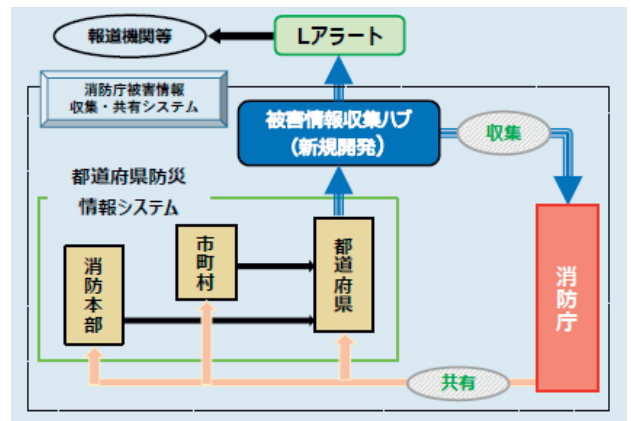 報道機関等
Lアラート
消防庁被害情報
収集・共有システム
被害情報収集ハブ
(新規開発)
収集
都道府県防災
情報システム
消防本部
市町村
都道府県
消防庁
共有